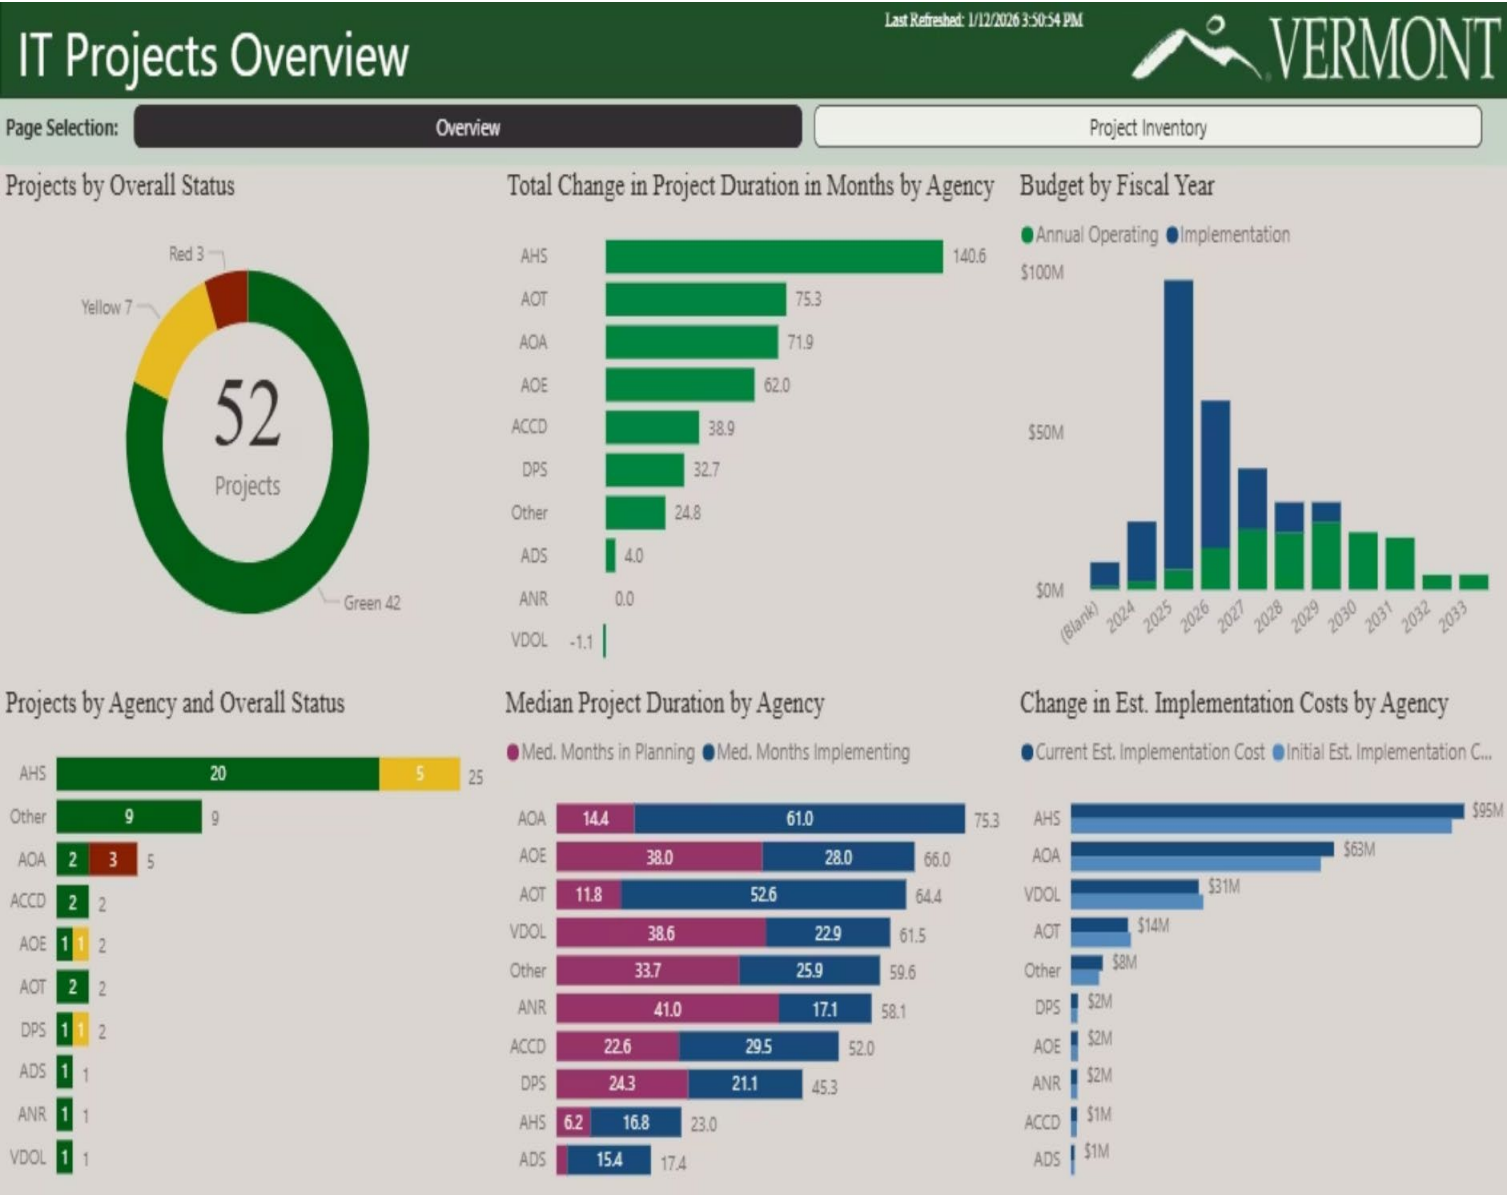 Last Refreshed: 1/12/2026 3:50:54 PM
IT Projects Overview
VERMONT
Page Selection:
Overview
Project Inventory
Projects by Overall Status
Red 3
Yellow 7
52
Projects
Green 42
Total Change in Project Duration in Months by Agency
AHS 140.6
AOT 75.3
AOA 71.9
AOE 62.0
ACCD 38.9
DPS 32.7
Other 24.8
ADS 4.0
ANR 0.0
VDOL -1.1
Budget by Fiscal Year
Annual Operating Implementation
$100M
$50M
$0M
(Blank) 2024 2025 2026 2027 2028 2029 2030 2031 2032 2033
Projects by Agency and Overall Status
AHS 20 5 25
Other 9 9
AOA 2 3 5
ACCD 2 2
AOE 1 1 2
AOT 2 2
DPS 1 1 2
ADS 1 1
ANR 1 1
VDOL 1 1
Median Project Duration by Agency
Med. Months in Planning Med. Months Implementing
AOA 14.4 61.0 75.3
AOE 38.0 28.0 66.0
AOT 11.8 52.6 64.4
VDOL 38.6 22.9 61.5
Other 33.7 25.9 59.6
ANR 41.0 17.1 58.1
ACCD 22.6 29.5 52.0
DPS 24.3 21.1 45.3
AHS 6.2 16.8 23.0
ADS 15.4 17.4
Change in Est. Implementation Costs by Agency
Current Est. Implementation Cost Initial Est. Implementation C...
AHS $95M
AOA $63M
VDOL $31M
AOT $14M
Other $8M
DPS $2M
AOE $2M
ANR $2M
ACCD $1M
ADS $1M